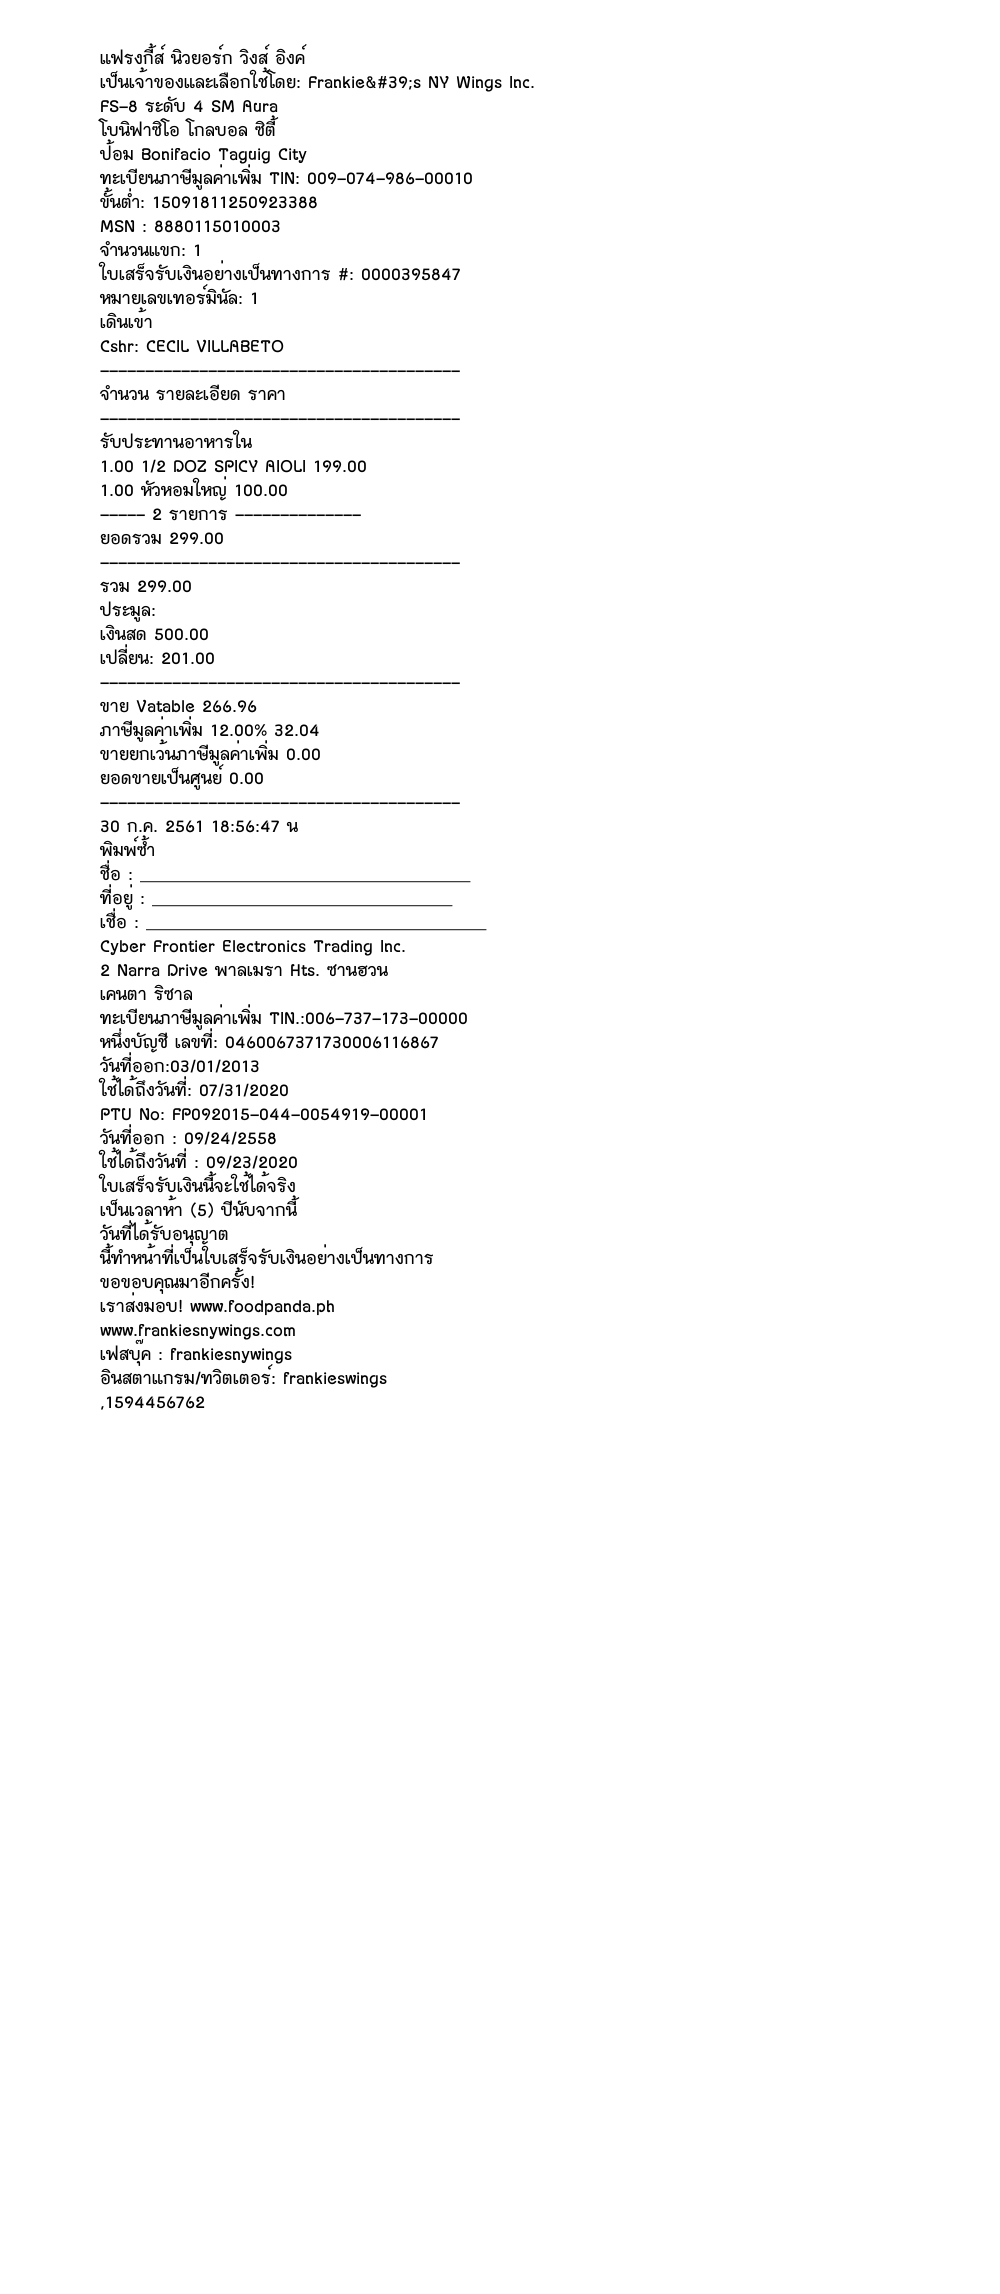 แฟรงกี้ส์ นิวยอร์ก วิงส์ อิงค์
เป็นเจ้าของและเลือกใช้โดย: Frankie&#39;s NY Wings Inc.
FS-8 ระดับ 4 SM Aura
โบนิฟาซิโอ โกลบอล ซิตี้
ป้อม Bonifacio Taguig City
ทะเบียนภาษีมูลค่าเพิ่ม TIN: 009-074-986-00010
ขั้นต่ำ: 15091811250923388
MSN : 8880115010003
จำนวนแขก: 1
ใบเสร็จรับเงินอย่างเป็นทางการ #: 0000395847
หมายเลขเทอร์มินัล: 1
เดินเข้า
Cshr: CECIL VILLABETO
----------------------------------------
จำนวน รายละเอียด ราคา
----------------------------------------
รับประทานอาหารใน
1.00 1/2 DOZ SPICY AIOLI 199.00
1.00 หัวหอมใหญ่ 100.00
----- 2 รายการ --------------
ยอดรวม 299.00
----------------------------------------
รวม 299.00
ประมูล:
เงินสด 500.00
เปลี่ยน: 201.00
----------------------------------------
ขาย Vatable 266.96
ภาษีมูลค่าเพิ่ม 12.00% 32.04
ขายยกเว้นภาษีมูลค่าเพิ่ม 0.00
ยอดขายเป็นศูนย์ 0.00
----------------------------------------
30 ก.ค. 2561 18:56:47 น
พิมพ์ซ้ำ
ชื่อ : _________________________________
ที่อยู่ : ______________________________
เชื่อ : __________________________________
Cyber Frontier Electronics Trading Inc.
2 Narra Drive พาลเมรา Hts. ซานฮวน
เคนตา ริซาล
ทะเบียนภาษีมูลค่าเพิ่ม TIN.:006-737-173-00000
หนึ่งบัญชี เลขที่: 0460067371730006116867
วันที่ออก:03/01/2013
ใช้ได้ถึงวันที่: 07/31/2020
PTU No: FP092015-044-0054919-00001
วันที่ออก : 09/24/2558
ใช้ได้ถึงวันที่ : 09/23/2020
ใบเสร็จรับเงินนี้จะใช้ได้จริง
เป็นเวลาห้า (5) ปีนับจากนี้
วันที่ได้รับอนุญาต
นี้ทำหน้าที่เป็นใบเสร็จรับเงินอย่างเป็นทางการ
ขอขอบคุณมาอีกครั้ง!
เราส่งมอบ! www.foodpanda.ph
www.frankiesnywings.com
เฟสบุ๊ค : frankiesnywings
อินสตาแกรม/ทวิตเตอร์: frankieswings
,1594456762